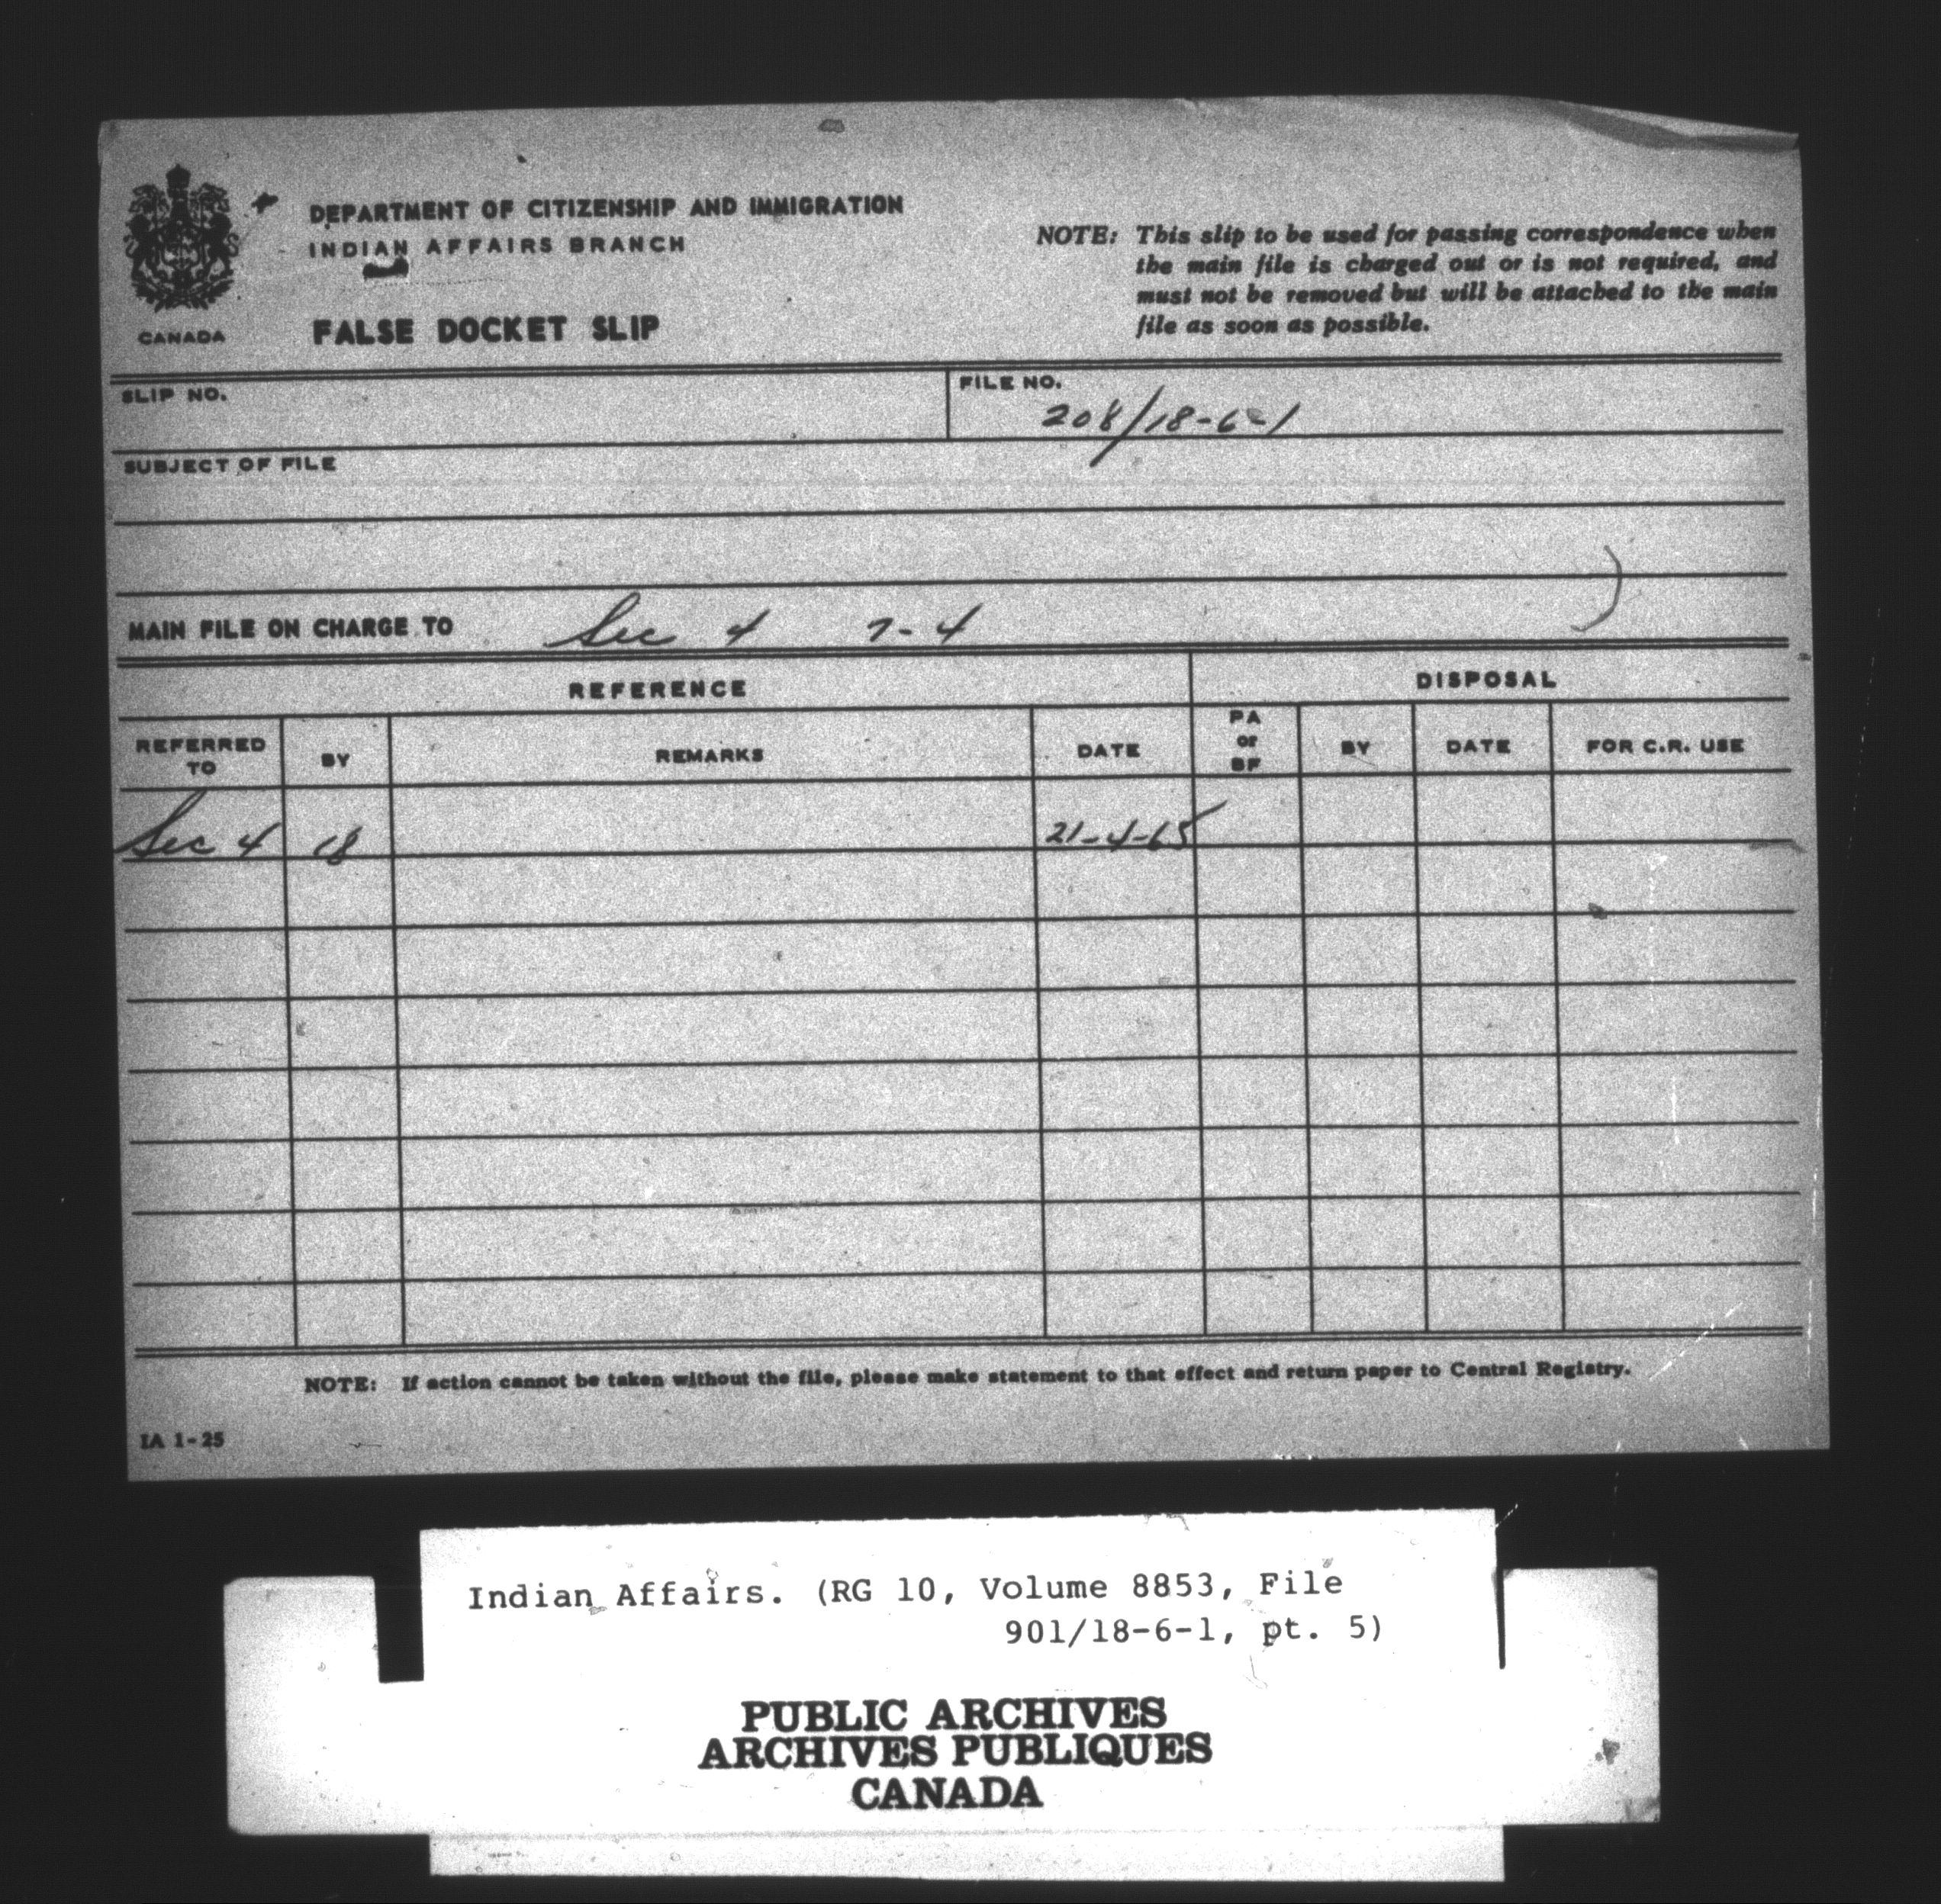 DEPARTMENT OF CITIZENSHIP AND IMMIGRATION
INDIAN AFFAIRS BRANCH
CANADA
FALSE DOCKET SLIP
NOTE: This slip to be used for passing correspondence when
the main file is charged out or is not required, and
must not be removed but will be attached to the main
file as soon as possible.
SLIP NO.
FILE NO.
208/18-6-1
SUBJECT OF FILE
MAIN FILE ON CHARGE TO Sec 4 7-4
REFERENCE
DISPOSAL
REFERRED TO
BY
REMARKS
DATE
PA or BF
BY
DATE
FOR C.R. USE
Sec 4 18 21-4-65
NOTE: If action cannot be taken without the file, please make statement to that effect and return paper to Central Registry.
IA 1-25
Indian Affairs. (RG 10, Volume 8853, File
901/18-6-1, pt. 5)
PUBLIC ARCHIVES
ARCHIVES PUBLIQUES
CANADA